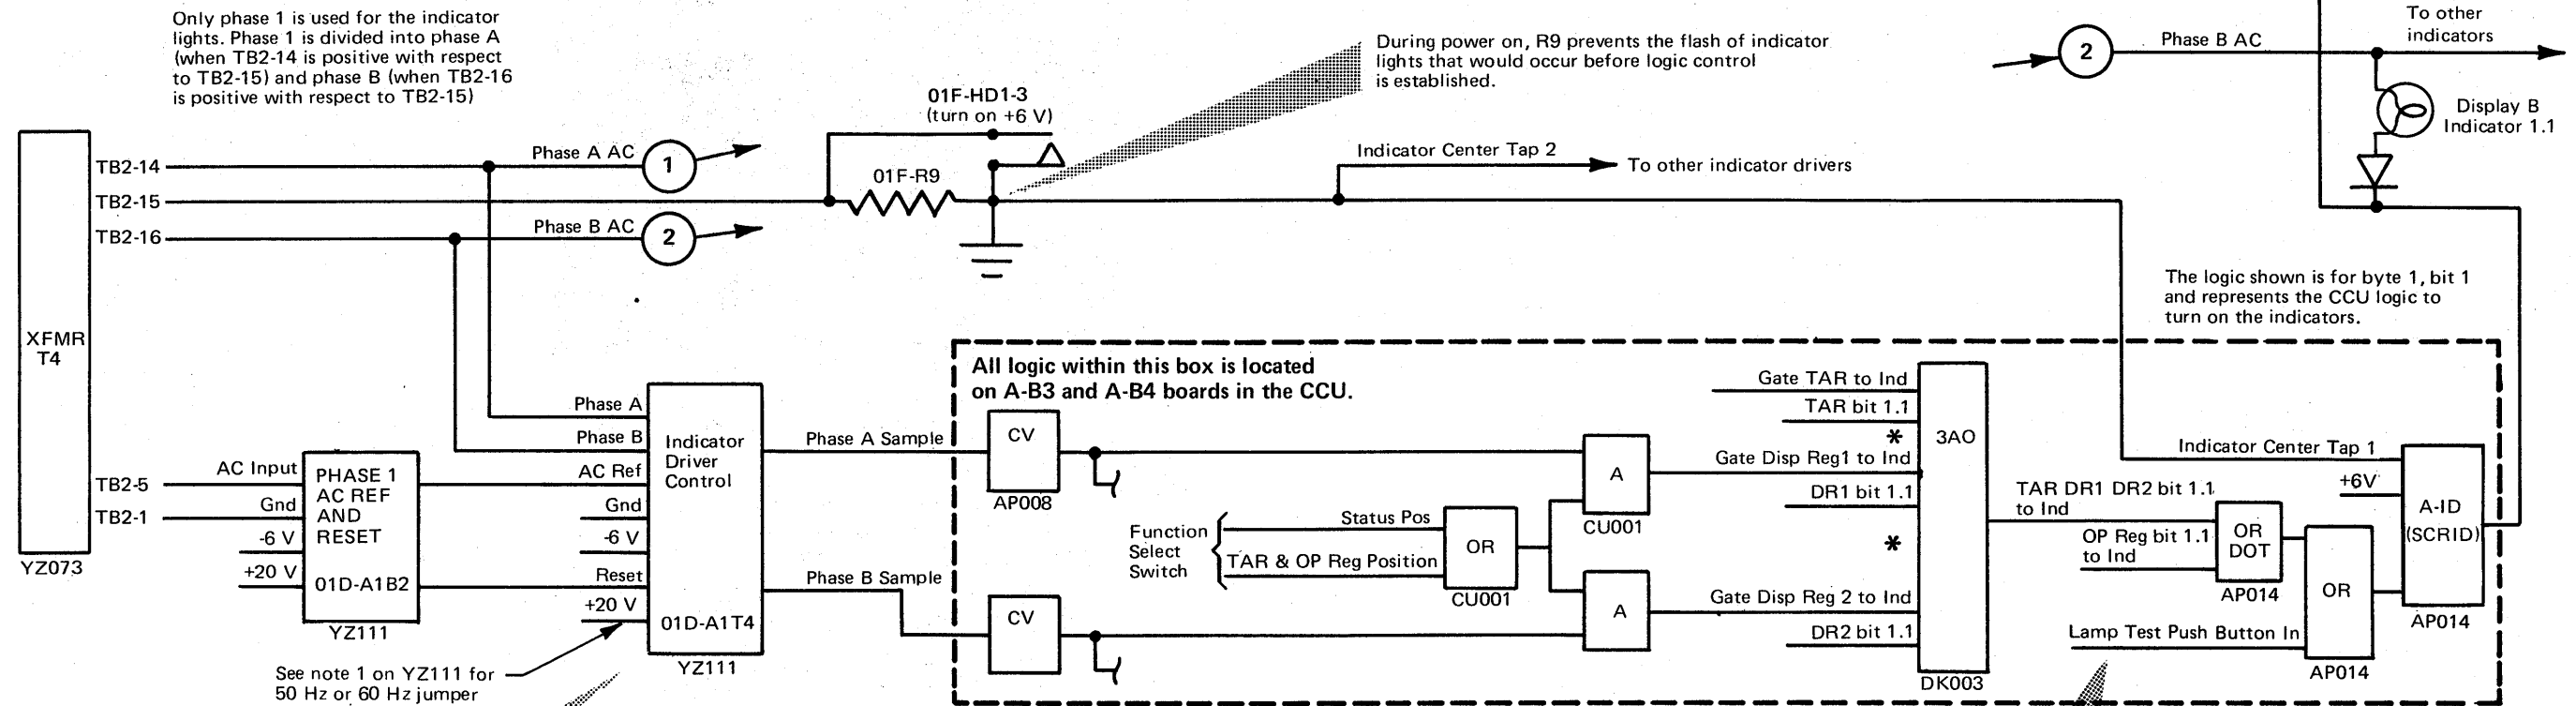 Only phase 1 is used for the indicator
lights. Phase 1 is divided into phase A
(when TB2-14 is positive with respect
to TB2-15) and phase B (when TB2-16
is positive with respect to TB2-15)
During power on, R9 prevents the flash of indicator
lights that would occur before logic control
is established.
2
Phase B AC
To other
indicators
Display B
Indicator 1.1
01F-HD1-3
(turn on +6 V)
XFMR
T4
YZ073
TB2-14
Phase A AC
1
TB2-15
01F-R9
TB2-16
Phase B AC
2
Indicator Center Tap 2
To other indicator drivers
The logic shown is for byte 1, bit 1
and represents the CCU logic to
turn on the indicators.
TB2-5
TB2-1
AC Input
Gnd
-6 V
+20 V
PHASE 1
AC REF
AND
RESET
01D-A1B2
YZ111
Phase A
Phase B
AC Ref
Gnd
-6 V
Reset
+20 V
Indicator
Driver
Control
01D-A1T4
YZ111
See note 1 on YZ111 for
50 Hz or 60 Hz jumper
Phase A Sample
Phase B Sample
All logic within this box is located
on A-B3 and A-B4 boards in the CCU.
CV
AP008
CV
Function
Select
Switch
Status Pos
TAR & OP Reg Position
OR
CU001
A
CU001
A
Gate TAR to Ind
TAR bit 1.1
*
Gate Disp Reg1 to Ind
DR1 bit 1.1
*
Gate Disp Reg 2 to Ind
DR2 bit 1.1
3AO
DK003
TAR DR1 DR2 bit 1.1
to Ind
OP Reg bit 1.1
to Ind
OR
DOT
AP014
Lamp Test Push Button In
OR
AP014
Indicator Center Tap 1
+6V
A-ID
(SCRID)
AP014